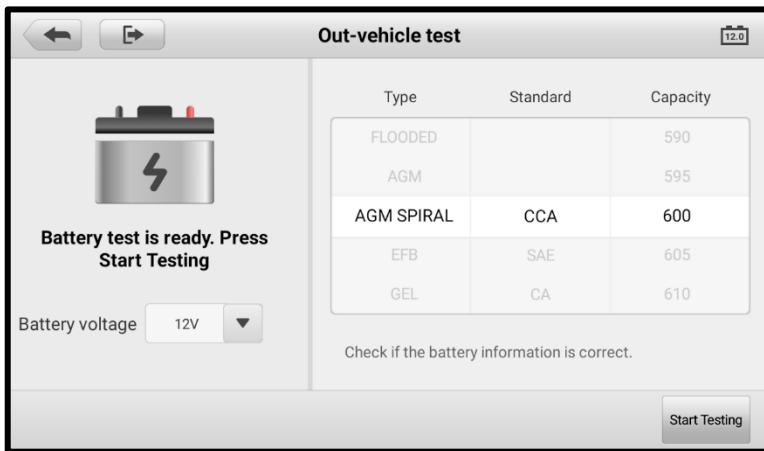 Out-vehicle test
12.0
Battery test is ready. Press
Start Testing
Battery voltage
12V
Type Standard Capacity
FLOODED 590
AGM 595
AGM SPIRAL CCA 600
EFB SAE 605
GEL CA 610
Check if the battery information is correct.
Start Testing